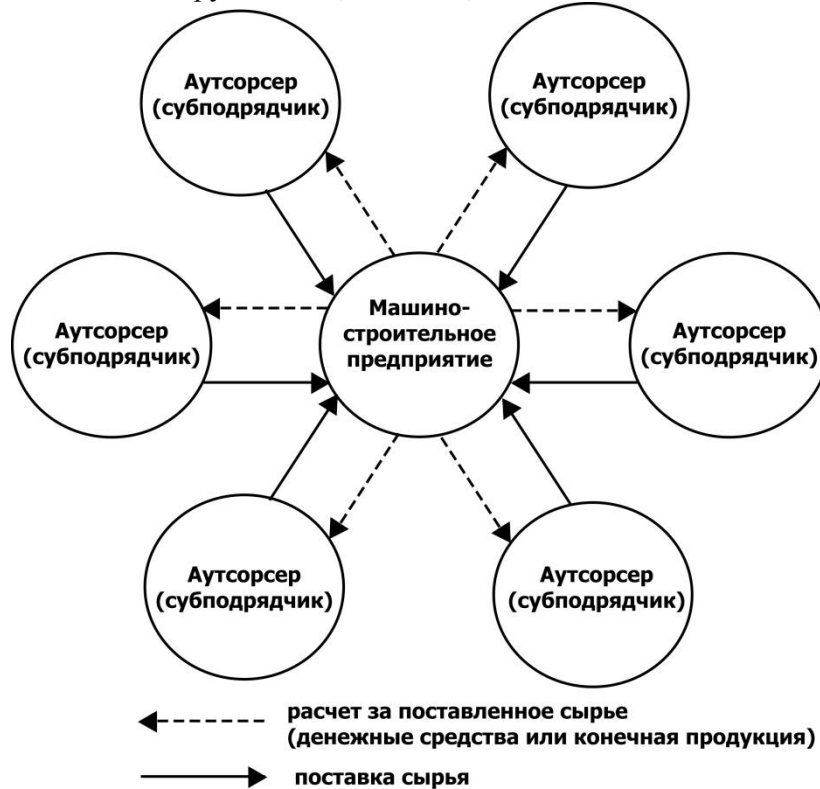 Аутсорсер
(субподрядчик)
Аутсорсер
(субподрядчик)
Аутсорсер
(субподрядчик)
Машино-
строительное
предприятие
Аутсорсер
(субподрядчик)
Аутсорсер
(субподрядчик)
Аутсорсер
(субподрядчик)
расчет за поставленное сырье
(денежные средства или конечная продукция)
поставка сырья